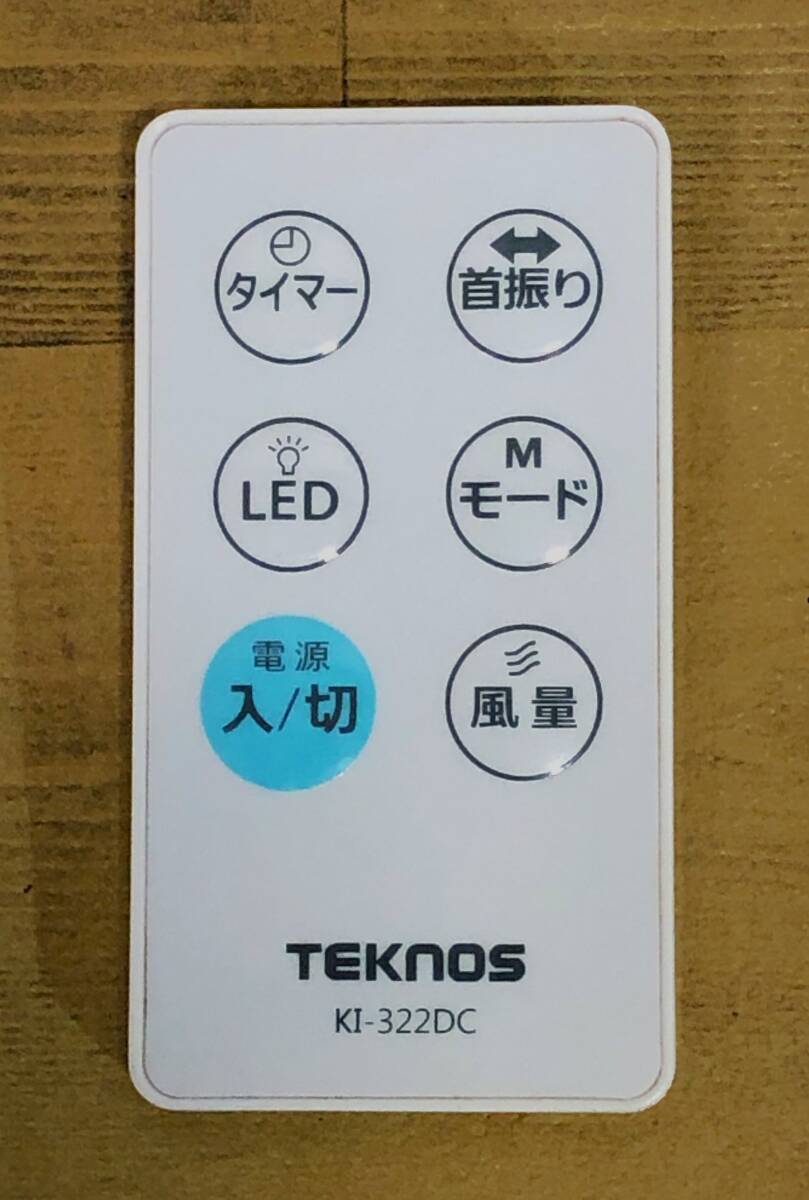 タイマー
首振り
LED
M
モード
電源
入/切
風量
TEKNOS
KI-322DC